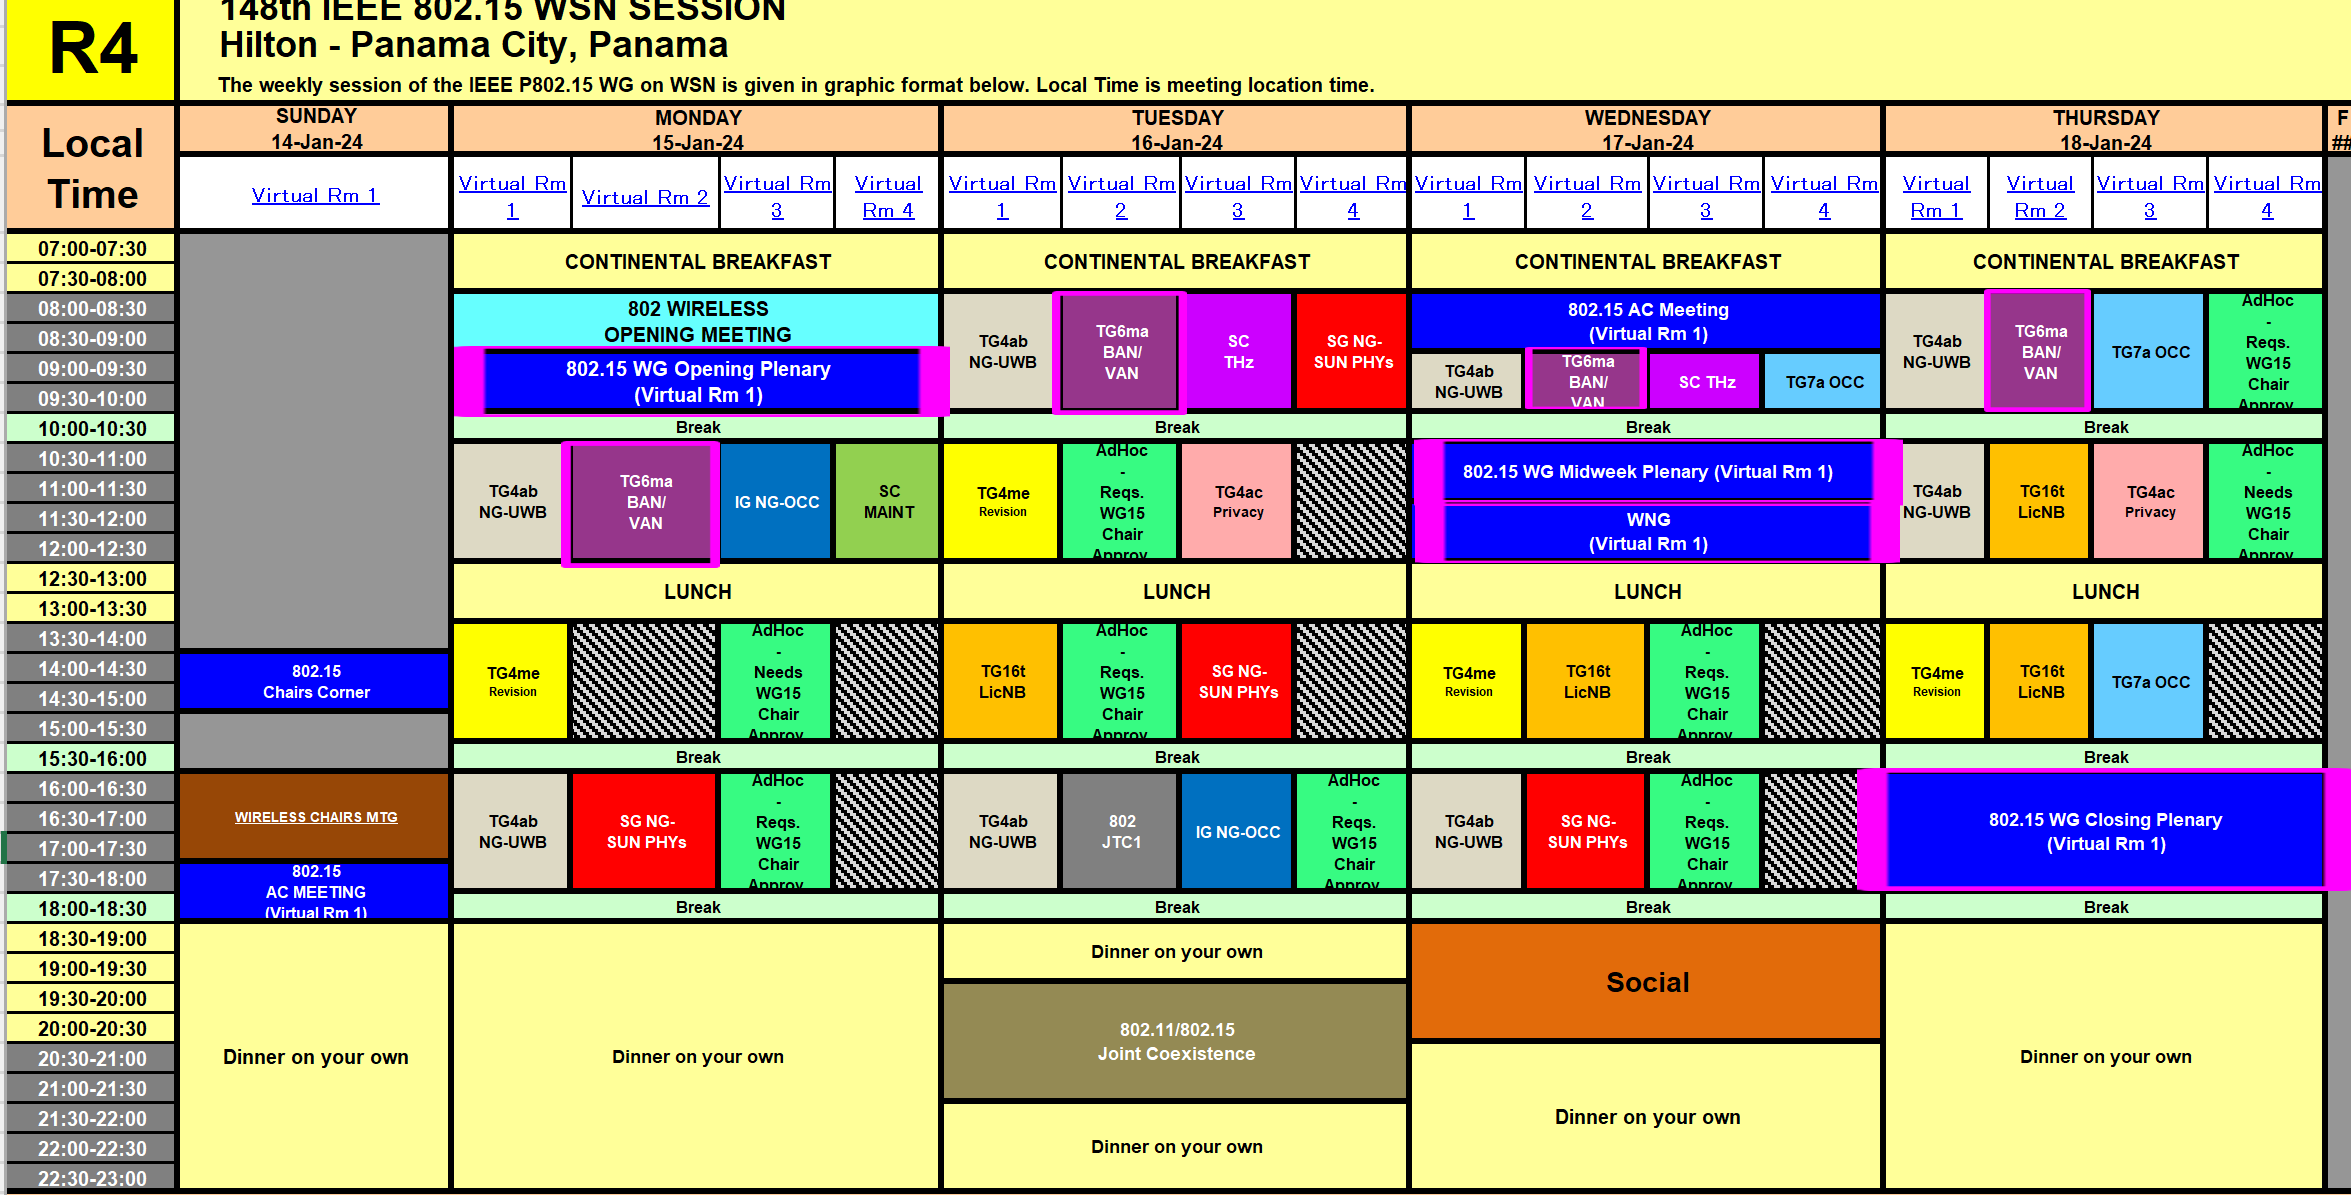 148th IEEE 802.15 WSN SESSION
R4
Hilton - Panama City, Panama
The weekly session of the IEEE P802.15 WG on WSN is given in graphic format below. Local Time is meeting location time.
Local
Time
SUNDAY
14-Jan-24
MONDAY
15-Jan-24
TUESDAY
16-Jan-24
WEDNESDAY
17-Jan-24
THURSDAY
18-Jan-24
F
##
Virtual Rm 1
Virtual Rm
1
Virtual Rm 2
Virtual Rm
3
Virtual
Rm 4
Virtual Rm
1
Virtual Rm
2
Virtual Rm
3
Virtual Rm
4
Virtual Rm
1
Virtual Rm
2
Virtual Rm
3
Virtual Rm
4
Virtual
Rm 1
Virtual
Rm 2
Virtual Rm
3
Virtual Rm
4
07:00-07:30
07:30-08:00
CONTINENTAL BREAKFAST
CONTINENTAL BREAKFAST
CONTINENTAL BREAKFAST
CONTINENTAL BREAKFAST
08:00-08:30
08:30-09:00
09:00-09:30
09:30-10:00
802 WIRELESS
OPENING MEETING
802.15 WG Opening Plenary
(Virtual Rm 1)
TG4ab
NG-UWB
TG6ma
BAN/
VAN
SC
THz
SG NG-
SUN PHYs
802.15 AC Meeting
(Virtual Rm 1)
TG4ab
NG-UWB
TG6ma
BAN/
VAN
SC THz
TG7a OCC
TG4ab
NG-UWB
TG6ma
BAN/
VAN
TG7a OCC
AdHoc
-
Reqs.
WG15
Chair
Approv
10:00-10:30
Break
Break
Break
Break
10:30-11:00
11:00-11:30
11:30-12:00
12:00-12:30
TG4ab
NG-UWB
TG6ma
BAN/
VAN
IG NG-OCC
SC
MAINT
TG4me
Revision
AdHoc
-
Reqs.
WG15
Chair
Approv
TG4ac
Privacy
802.15 WG Midweek Plenary (Virtual Rm 1)
WNG
(Virtual Rm 1)
TG4ab
NG-UWB
TG16t
LicNB
TG4ac
Privacy
AdHoc
-
Needs
WG15
Chair
Approv
12:30-13:00
13:00-13:30
LUNCH
LUNCH
LUNCH
LUNCH
13:30-14:00
14:00-14:30
14:30-15:00
15:00-15:30
802.15
Chairs Corner
TG4me
Revision
AdHoc
-
Needs
WG15
Chair
Approv
TG16t
LicNB
AdHoc
-
Reqs.
WG15
Chair
Approv
SG NG-
SUN PHYs
TG4me
Revision
TG16t
LicNB
AdHoc
-
Reqs.
WG15
Chair
Approv
TG4me
Revision
TG16t
LicNB
TG7a OCC
15:30-16:00
Break
Break
Break
Break
16:00-16:30
16:30-17:00
17:00-17:30
17:30-18:00
WIRELESS CHAIRS MTG
802.15
AC MEETING
(Virtual Rm 1)
TG4ab
NG-UWB
SG NG-
SUN PHYs
AdHoc
-
Reqs.
WG15
Chair
Approv
TG4ab
NG-UWB
802
JTC1
IG NG-OCC
AdHoc
-
Reqs.
WG15
Chair
Approv
TG4ab
NG-UWB
SG NG-
SUN PHYs
AdHoc
-
Reqs.
WG15
Chair
Approv
802.15 WG Closing Plenary
(Virtual Rm 1)
18:00-18:30
Break
Break
Break
Break
18:30-19:00
19:00-19:30
19:30-20:00
20:00-20:30
20:30-21:00
21:00-21:30
21:30-22:00
22:00-22:30
22:30-23:00
Dinner on your own
Dinner on your own
Dinner on your own
802.11/802.15
Joint Coexistence
Dinner on your own
Social
Dinner on your own
Dinner on your own